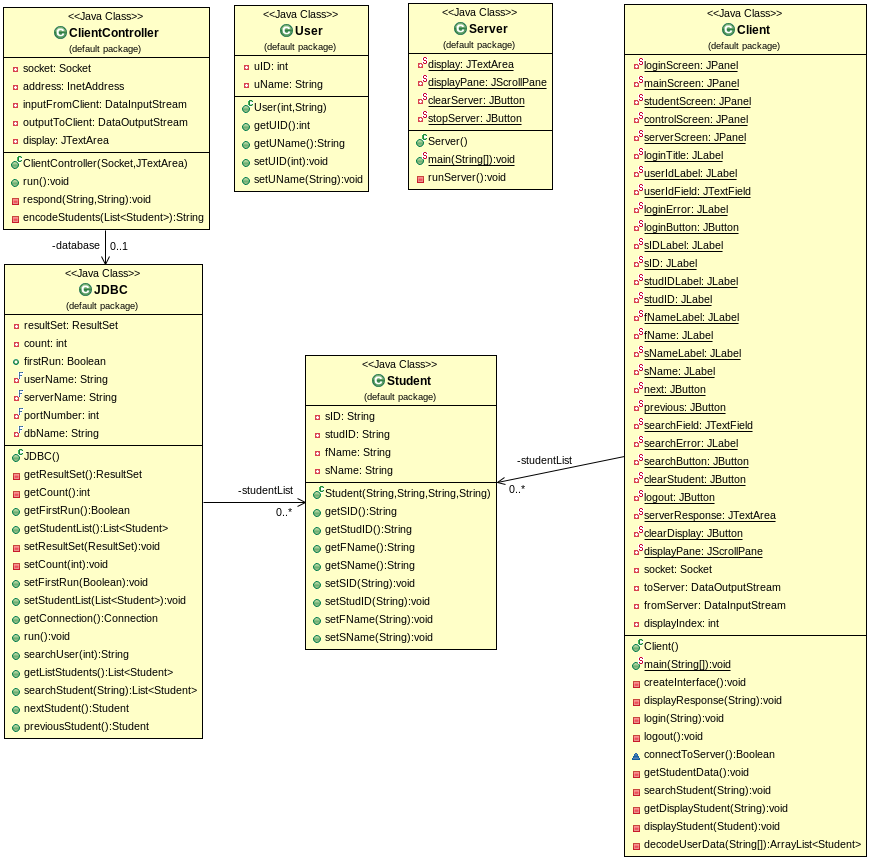 <<Java Class>>
ClientController
(default package)
socket: Socket
address: InetAddress
inputFromClient: DataInputStream
outputToClient: DataOutputStream
display: JTextArea
ClientController(Socket,JTextArea)
run():void
respond(String,String):void
encodeStudents(List<Student>):String
-database
0..1
<<Java Class>>
JDBC
(default package)
resultSet: ResultSet
count: int
firstRun: Boolean
userName: String
serverName: String
portNumber: int
dbName: String
JDBC()
getResultSet():ResultSet
getCount():int
getFirstRun():Boolean
getStudentList():List<Student>
setResultSet(ResultSet):void
setCount(int):void
setFirstRun(Boolean):void
setStudentList(List<Student>):void
getConnection():Connection
run():void
searchUser(int):String
getListStudents():List<Student>
searchStudent(String):List<Student>
nextStudent():Student
previousStudent():Student
-studentList
0..*
<<Java Class>>
User
(default package)
uID: int
uName: String
User(int,String)
getUID():int
getUName():String
setUID(int):void
setUName(String):void
<<Java Class>>
Server
(default package)
display: JTextArea
displayPane: JScrollPane
clearServer: JButton
stopServer: JButton
Server()
main(String[]):void
runServer():void
<<Java Class>>
Student
(default package)
sID: String
studID: String
fName: String
sName: String
Student(String,String,String,String)
getSID():String
getStudID():String
getFName():String
getSName():String
setSID(String):void
setStudID(String):void
setFName(String):void
setSName(String):void
-studentList
0..*
<<Java Class>>
Client
(default package)
loginScreen: JPanel
mainScreen: JPanel
studentScreen: JPanel
controlScreen: JPanel
serverScreen: JPanel
loginTitle: JLabel
userIdLabel: JLabel
userIdField: JTextField
loginError: JLabel
loginButton: JButton
sIDLabel: JLabel
sID: JLabel
studIDLabel: JLabel
studID: JLabel
fNameLabel: JLabel
fName: JLabel
sNameLabel: JLabel
sName: JLabel
next: JButton
previous: JButton
searchField: JTextField
searchError: JLabel
searchButton: JButton
clearStudent: JButton
logout: JButton
serverResponse: JTextArea
clearDisplay: JButton
displayPane: JScrollPane
socket: Socket
toServer: DataOutputStream
fromServer: DataInputStream
displayIndex: int
Client()
main(String[]):void
createInterface():void
displayResponse(String):void
login(String):void
logout():void
connectToServer():Boolean
getStudentData():void
searchStudent(String):void
getDisplayStudent(String):void
displayStudent(Student):void
decodeUserData(String[]):ArrayList<Student>